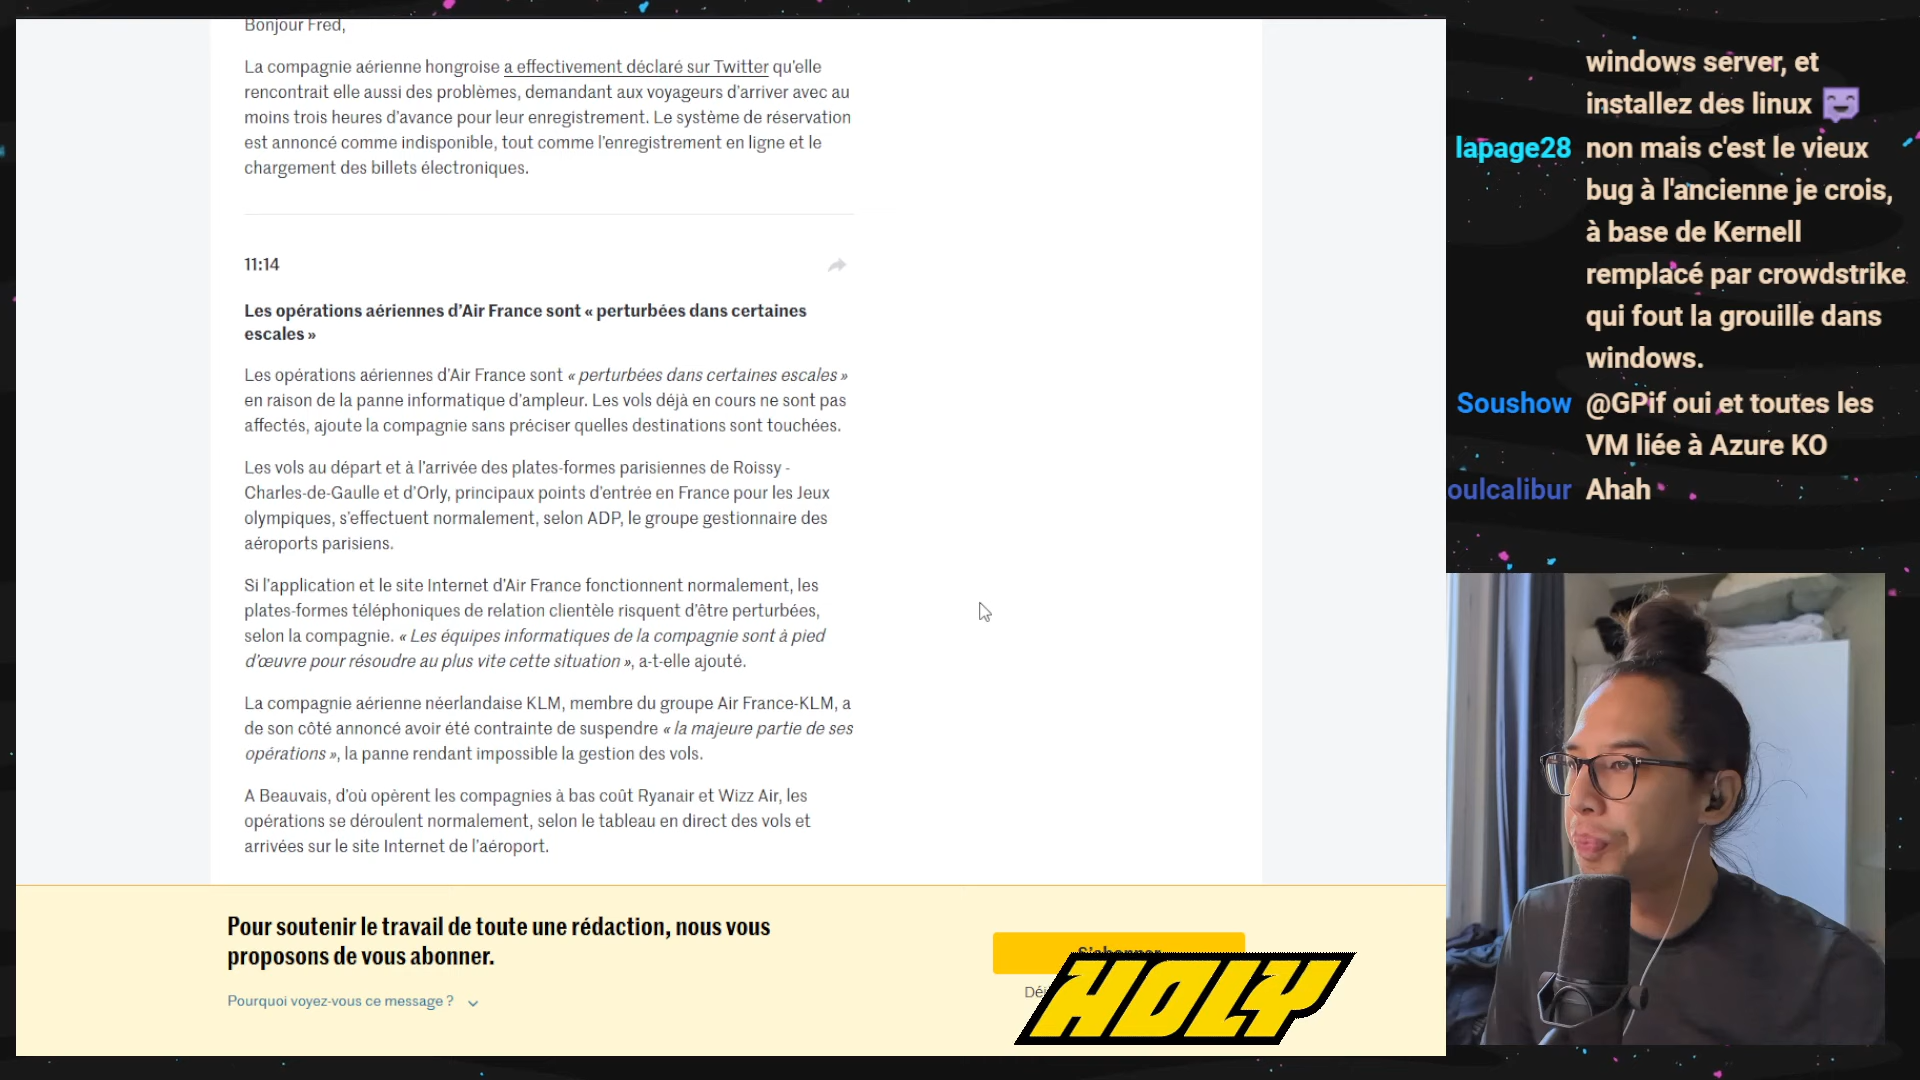 Bonjour Fred,
La compagnie aérienne hongroise a effectivement déclaré sur Twitter qu'elle
rencontrait elle aussi des problèmes, demandant aux voyageurs d'arriver avec au
moins trois heures d'avance pour leur enregistrement. Le système de réservation
est annoncé comme indisponible, tout comme l'enregistrement en ligne et le
chargement des billets électroniques.
11:14
Les opérations aériennes d'Air France sont « perturbées dans certaines
escales »
Les opérations aériennes d'Air France sont « perturbées dans certaines escales »
en raison de la panne informatique d'ampleur. Les vols déjà en cours ne sont pas
affectés, ajoute la compagnie sans préciser quelles destinations sont touchées.
Les vols au départ et à l'arrivée des plates-formes parisiennes de Roissy -
Charles-de-Gaulle et d'Orly, principaux points d'entrée en France pour les Jeux
olympiques, s'effectuent normalement, selon ADP, le groupe gestionnaire des
aéroports parisiens.
Si l'application et le site Internet d'Air France fonctionnent normalement, les
plates-formes téléphoniques de relation clientèle risquent d'être perturbées,
selon la compagnie. « Les équipes informatiques de la compagnie sont à pied
d'œuvre pour résoudre au plus vite cette situation », a-t-elle ajouté.
La compagnie aérienne néerlandaise KLM, membre du groupe Air France-KLM, a
de son côté annoncé avoir été contrainte de suspendre « la majeure partie de ses
opérations », la panne rendant impossible la gestion des vols.
A Beauvais, d'où opèrent les compagnies à bas coût Ryanair et Wizz Air, les
opérations se déroulent normalement, selon le tableau en direct des vols et
arrivées sur le site Internet de l'aéroport.
Pour soutenir le travail de toute une rédaction, nous vous
proposons de vous abonner.
Pourquoi voyez-vous ce message ?
S'abonner
HOLY
windows server, et
installez des linux
lapage28 non mais c'est le vieux
bug à l'ancienne je crois,
à base de Kernell
remplacé par crowdstrike
qui fout la grouille dans
windows.
Soushow @GPif oui et toutes les
VM liée à Azure KO
oulcalibur Ahah